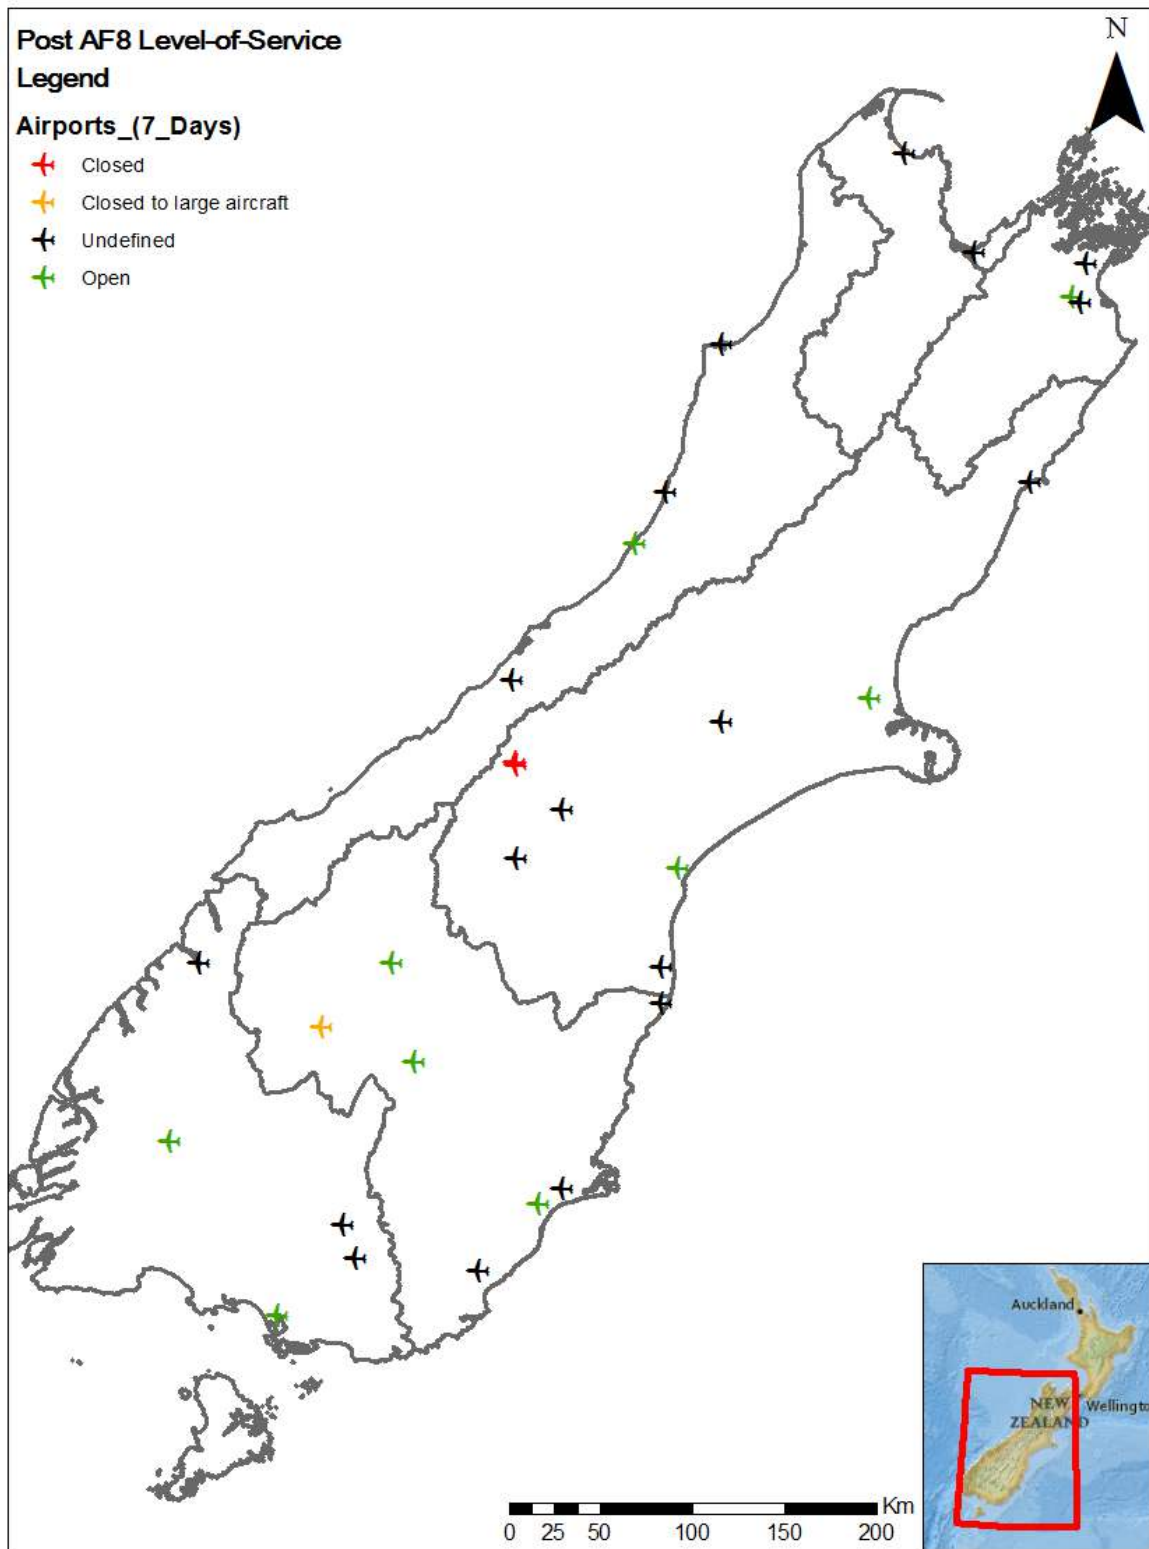 Post AF8 Level-of-Service
Legend
Airports_(7_Days)
Closed
Closed to large aircraft
Undefined
Open
N
Auckland
NEW
Wellingto
ZEALAND
Km
0 25 50 100 150 200